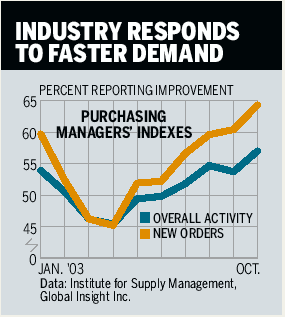 INDUSTRY RESPONDS
TO FASTER DEMAND
PERCENT REPORTING IMPROVEMENT
65
PURCHASING
MANAGERS' INDEXES
60
55
50
OVERALL ACTIVITY
NEW ORDERS
45
0
JAN. '03
OCT.
Data: Institute for Supply Management,
Global Insight Inc.